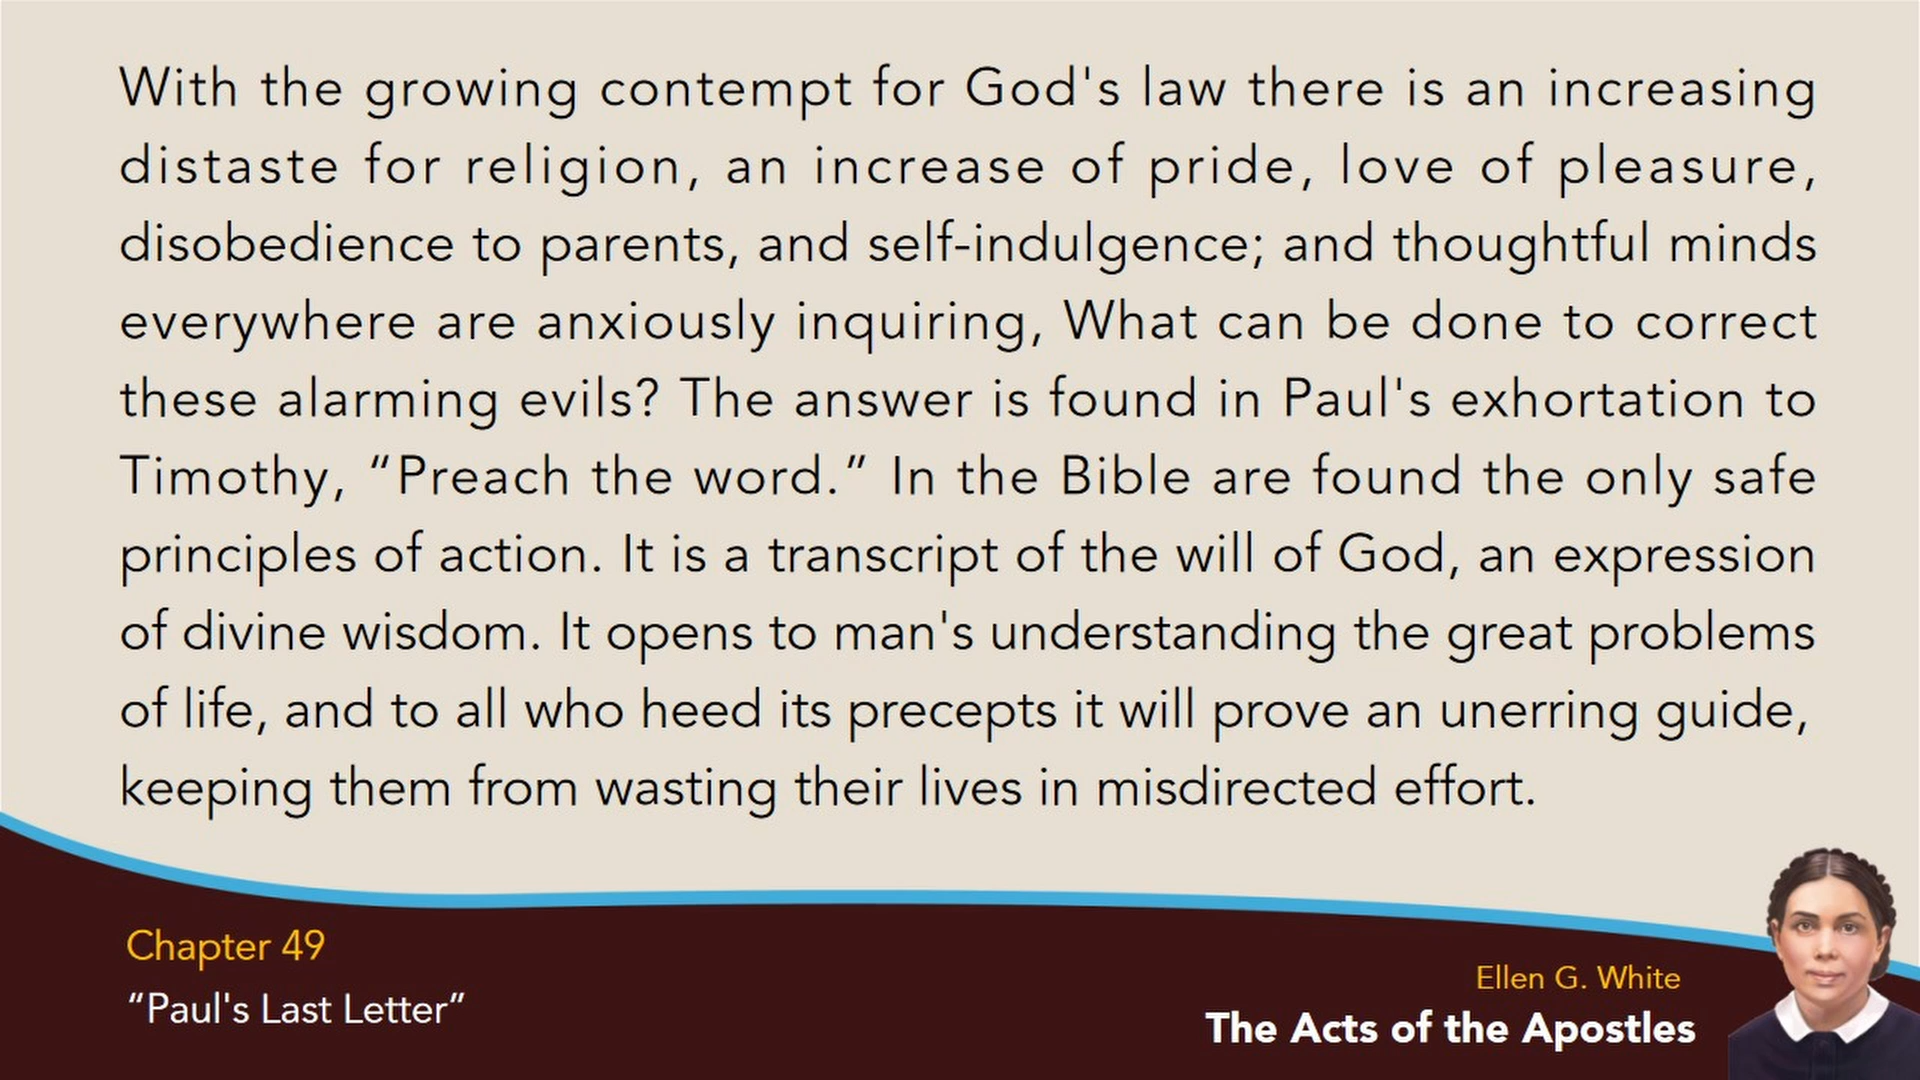 With the growing contempt for God's law there is an increasing
distaste for religion, an increase of pride, love of pleasure,
disobedience to parents, and self-indulgence; and thoughtful minds
everywhere are anxiously inquiring, What can be done to correct
these alarming evils? The answer is found in Paul's exhortation to
Timothy, “Preach the word.” In the Bible are found the only safe
principles of action. It is a transcript of the will of God, an expression
of divine wisdom. It opens to man's understanding the great problems
of life, and to all who heed its precepts it will prove an unerring guide,
keeping them from wasting their lives in misdirected effort.
Chapter 49
“Paul's Last Letter”
Ellen G. White
The Acts of the Apostles